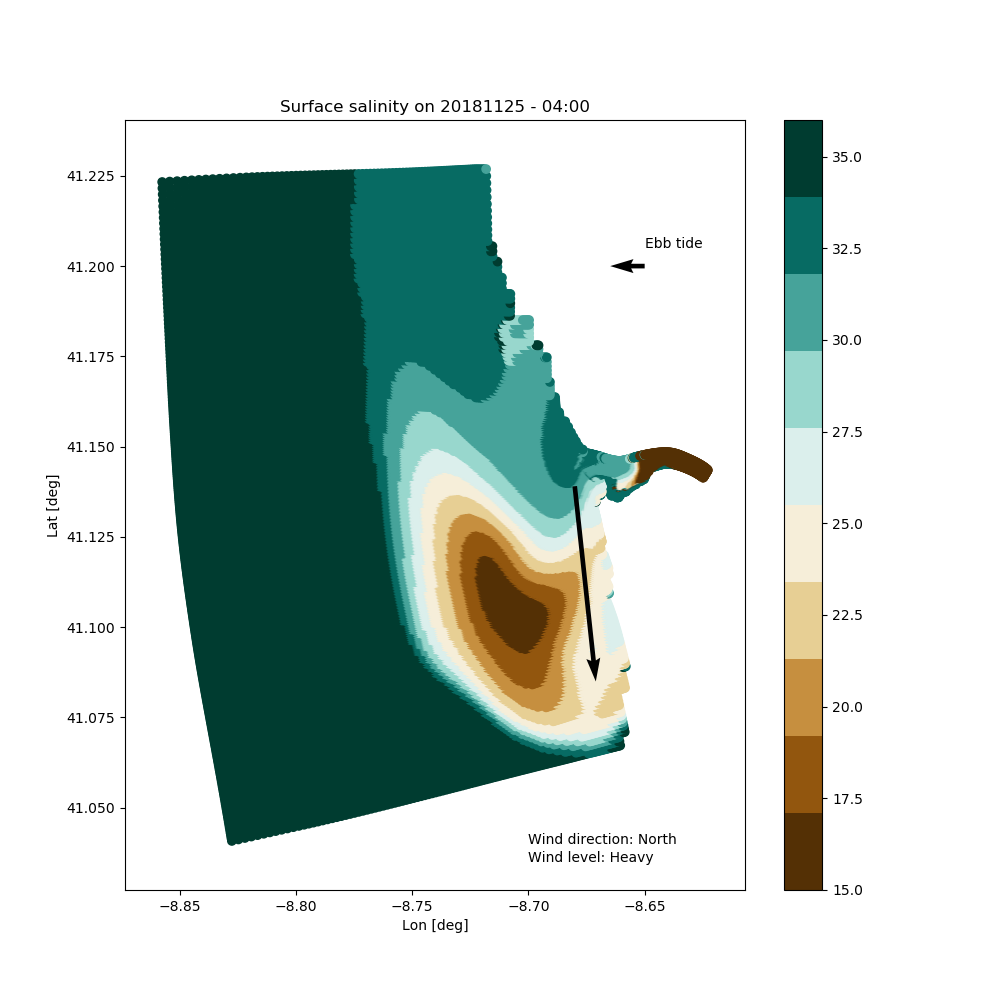 Surface salinity on 20181125 - 04:00
41.225
41.200
41.175
41.150
41.125
41.100
41.075
41.050
Lat [deg]
Ebb tide
Wind direction: North
Wind level: Heavy
−8.85 −8.80 −8.75 −8.70 −8.65
Lon [deg]
35.0
32.5
30.0
27.5
25.0
22.5
20.0
17.5
15.0